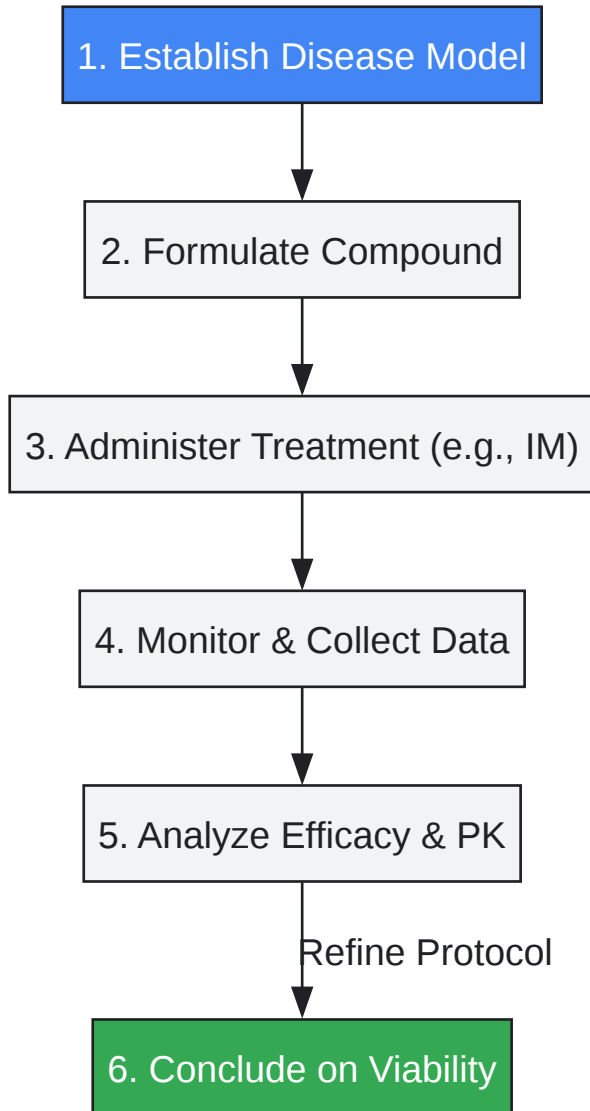 1. Establish Disease Model
2. Formulate Compound
3. Administer Treatment (e.g., IM)
4. Monitor & Collect Data
5. Analyze Efficacy & PK
Refine Protocol
6. Conclude on Viability